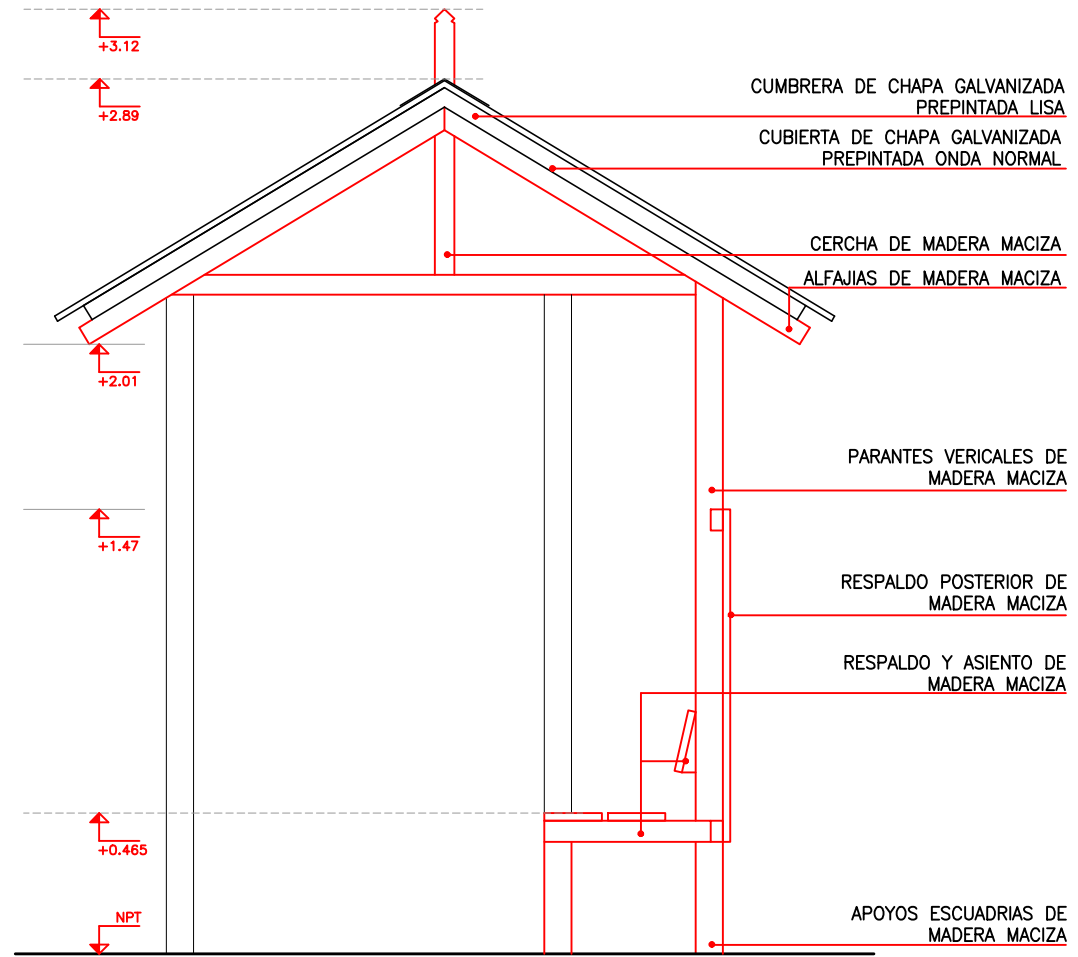 +3.12
+2.89
CUMBRERA DE CHAPA GALVANIZADA
PREPINTADA LISA
CUBIERTA DE CHAPA GALVANIZADA
PREPINTADA ONDA NORMAL
CERCHA DE MADERA MACIZA
ALFAJIAS DE MADERA MACIZA
+2.01
PARANTES VERICALES DE
MADERA MACIZA
+1.47
RESPALDO POSTERIOR DE
MADERA MACIZA
RESPALDO Y ASIENTO DE
MADERA MACIZA
+0.465
NPT
APOYOS ESCUADRIAS DE
MADERA MACIZA